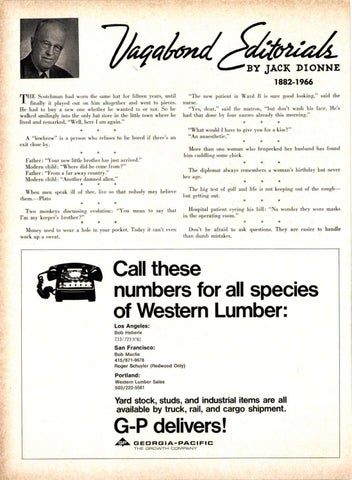 Vagabond Editorials
BY JACK DIONNE
1882-1966
THE Scotchman had worn the same hat for fifteen years, until
finally it played out on him altogether and went to pieces.
He had to buy a new one whether he wanted to or not. So he
walked smilingly into the only hat store in the little town where he
lived and remarked, "Well, here I am again."
* * *
A "kewkrew" is a person who refuses to be bored if there's an
exit close by.
* * *
Father: "Your new little brother has just arrived."
Modern child: "Where did he come from?"
Father: "From a far away country."
Modern child: "Another damned alien."
* * *
When men speak ill of thee, live so that nobody may believe
them.—Plato
* * *
Two monkeys discussing evolution: "You mean to say that
I'm my keeper's brother?"
* * *
Money used to wear a hole in your pocket. Today it can't even
work up a sweat.
"The new patient in Ward B is sure good looking," said the
nurse.
"Yes, dear," said the matron, "but don't wash his face. He's
had that done by four nurses already this morning."
* * *
"What would I have to give you for a kiss?"
"An anaesthetic."
* * *
More than one woman who henpecked her husband has found
him cuddling some chick.
* * *
The diplomat always remembers a woman's birthday but never
her age.
* * *
The big test of golf and life is not keeping out of the rough—
but getting out.
* * *
Hospital patient eyeing his bill: "No wonder they wore masks
in the operating room."
* * *
Don't be afraid to ask questions. They are easier to handle
than dumb mistakes.
Call these
numbers for all species
of Western Lumber:
Los Angeles:
Bob Heberle
San Francisco:
Bob Macfie
415/871-9878
Roger Schuyler (Redwood Only)
Portland:
Western Lumber Sales
503/222-5561
Yard stock, studs, and industrial items are all
available by truck, rail, and cargo shipment.
G-P delivers!
GEORGIA-PACIFIC
THE GROWTH COMPANY